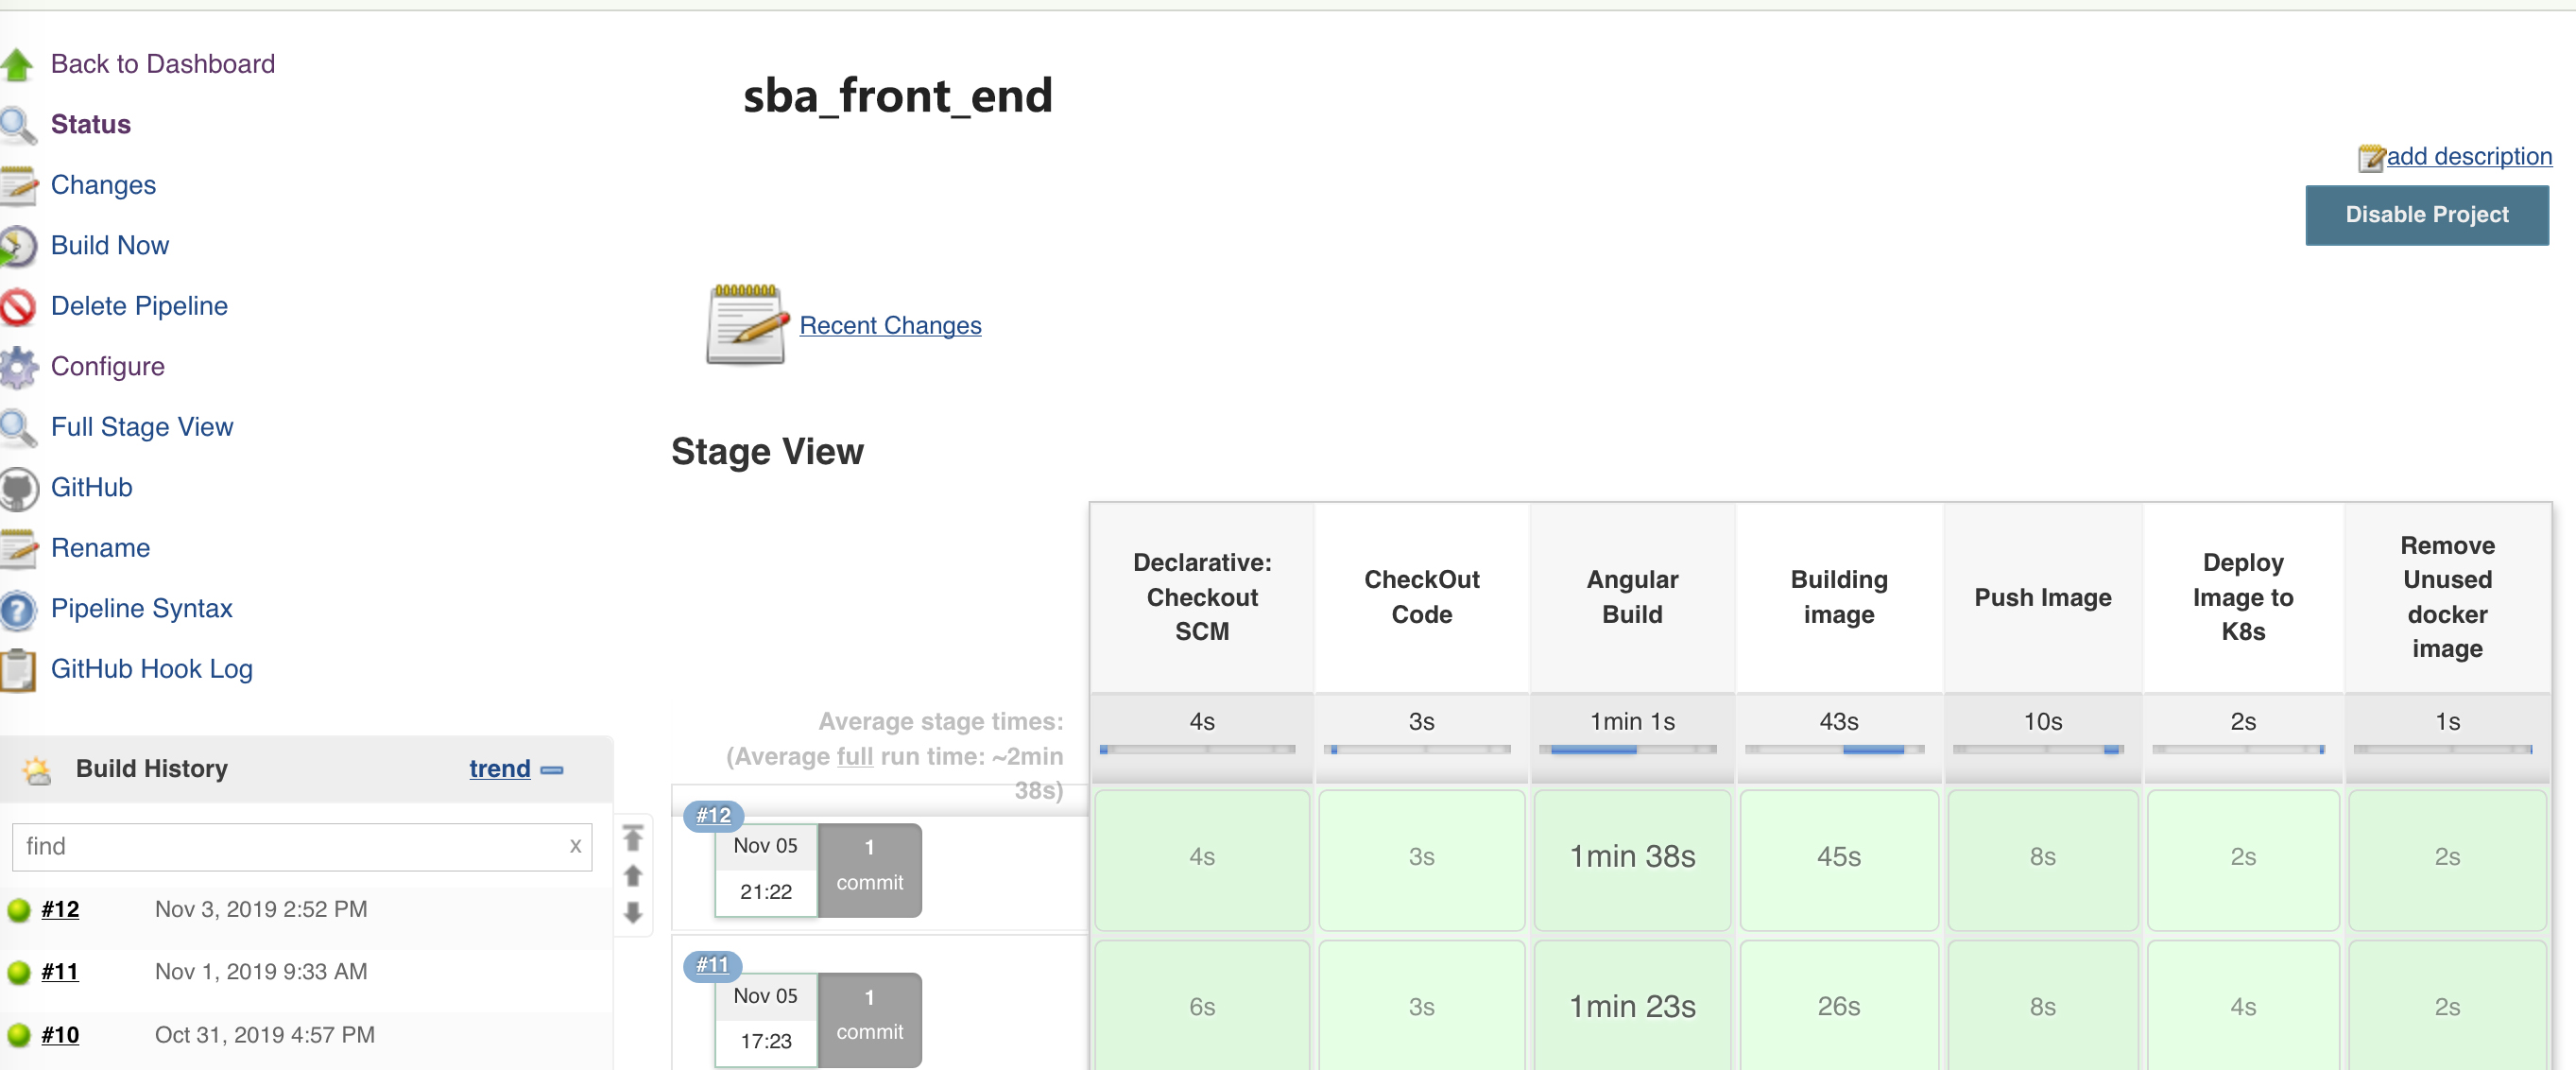 Back to Dashboard
Status
Changes
Build Now
Delete Pipeline
Configure
Full Stage View
GitHub
Rename
Pipeline Syntax
GitHub Hook Log
Build History
trend
find
x
#12
Nov 3, 2019 2:52 PM
#11
Nov 1, 2019 9:33 AM
#10
Oct 31, 2019 4:57 PM
sba_front_end
add description
Disable Project
Recent Changes
Stage View
Declarative:
Checkout
SCM
CheckOut
Code
Angular
Build
Building
image
Push Image
Deploy
Image to
K8s
Remove
Unused
docker
image
Average stage times:
(Average full run time: ~2min
38s)
4s
3s
1min 1s
43s
10s
2s
1s
#12
Nov 05
21:22
1
commit
4s
3s
1min 38s
45s
8s
2s
2s
#11
Nov 05
17:23
1
commit
6s
3s
1min 23s
26s
8s
4s
2s